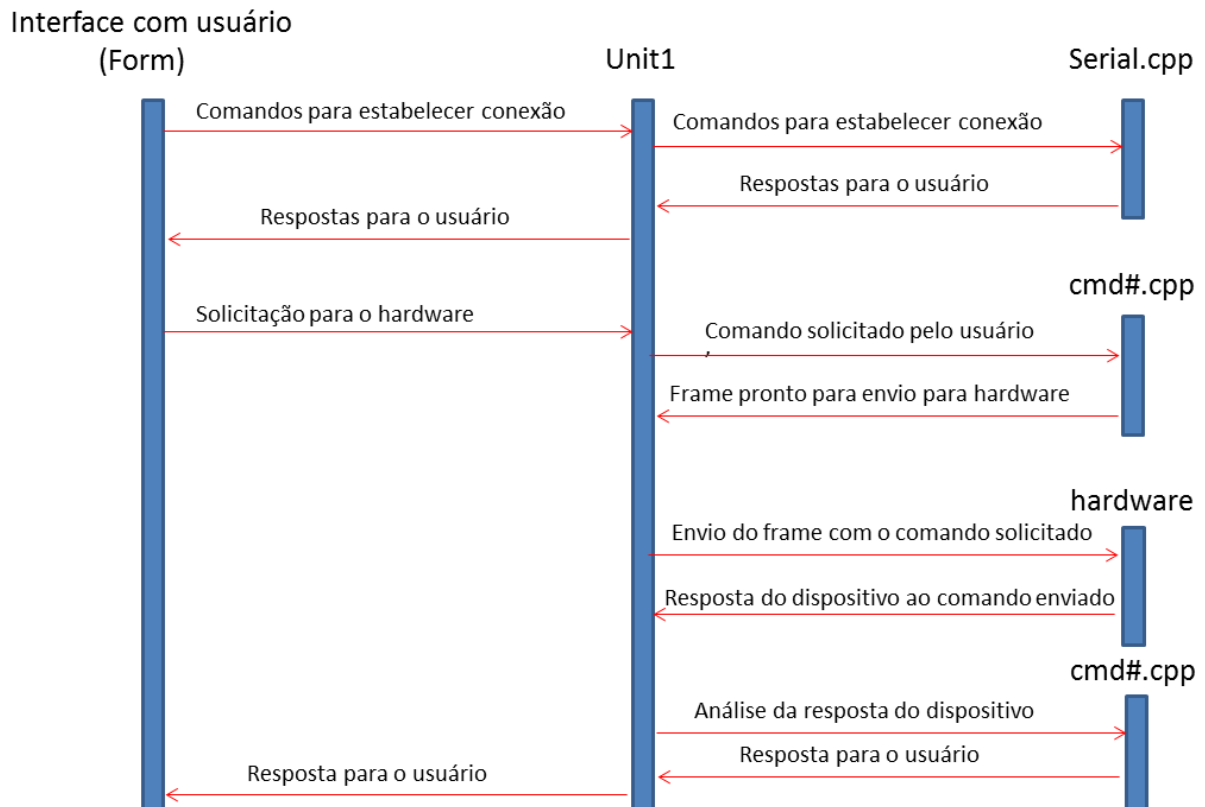 Interface com usuário
(Form)
Unit1
Serial.cpp
Comandos para estabelecer conexão
Comandos para estabelecer conexão
Respostas para o usuário
Respostas para o usuário
cmd#.cpp
Solicitação para o hardware
Comando solicitado pelo usuário
,
Frame pronto para envio para hardware
hardware
Envio do frame com o comando solicitado
Resposta do dispositivo ao comando enviado
cmd#.cpp
Análise da resposta do dispositivo
Resposta para o usuário
Resposta para o usuário